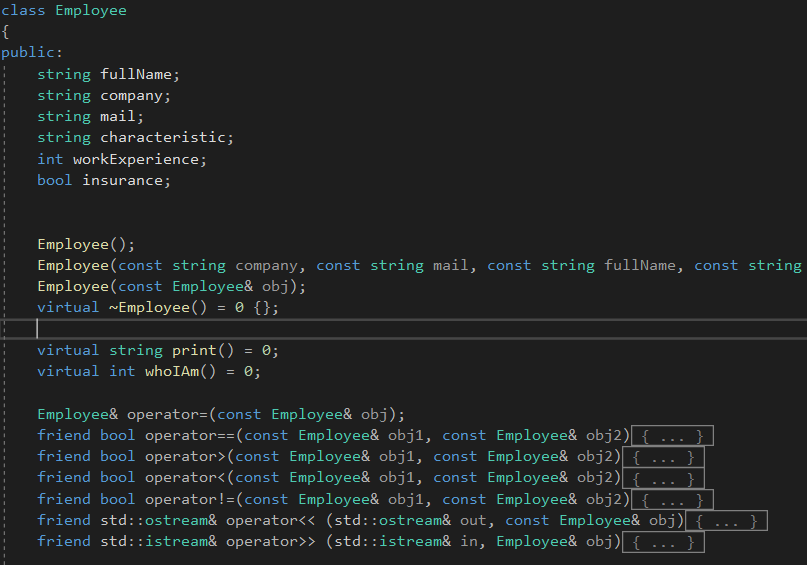 class Employee
{
public:
string fullName;
string company;
string mail;
string characteristic;
int workExperience;
bool insurance;
Employee();
Employee(const string company, const string mail, const string fullName, const string
Employee(const Employee& obj);
virtual ~Employee() = 0 {};
virtual string print() = 0;
virtual int whoIAm() = 0;
Employee& operator=(const Employee& obj);
friend bool operator==(const Employee& obj1, const Employee& obj2){ ... }
friend bool operator>(const Employee& obj1, const Employee& obj2){ ... }
friend bool operator<(const Employee& obj1, const Employee& obj2){ ... }
friend bool operator!=(const Employee& obj1, const Employee& obj2){ ... }
friend std::ostream& operator<< (std::ostream& out, const Employee& obj){ ... }
friend std::istream& operator>> (std::istream& in, Employee& obj){ ... }